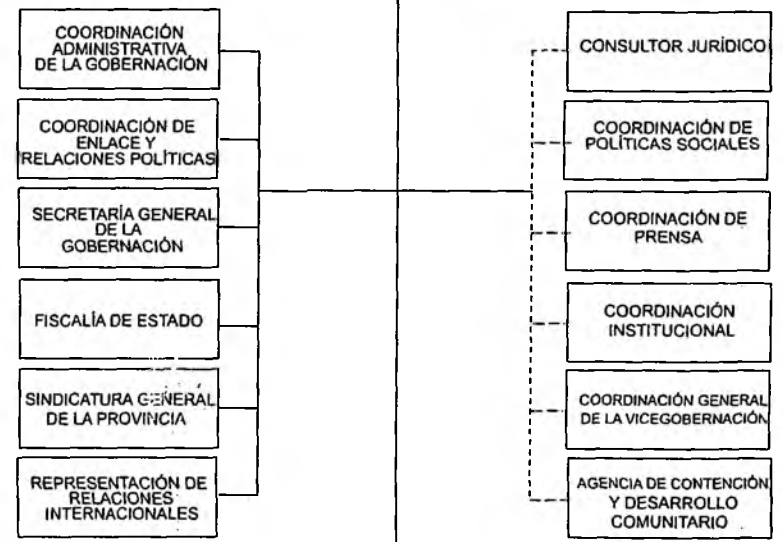 COORDINACIÓN
ADMINISTRATIVA
DE LA GOBERNACIÓN
COORDINACIÓN DE
ENLACE Y
RELACIONES POLÍTICAS
SECRETARÍA GENERAL
DE LA
GOBERNACIÓN
FISCALÍA DE ESTADO
SINDICATURA GENERAL
DE LA PROVINCIA
REPRESENTACIÓN DE
RELACIONES
INTERNACIONALES
CONSULTOR JURÍDICO
COORDINACIÓN DE
POLÍTICAS SOCIALES
COORDINACIÓN DE
PRENSA
COORDINACIÓN
INSTITUCIONAL
COORDINACIÓN GENERAL
DE LA VICEGOBERNACIÓN
AGENCIA DE CONTENCIÓN
Y DESARROLLO
COMUNITARIO